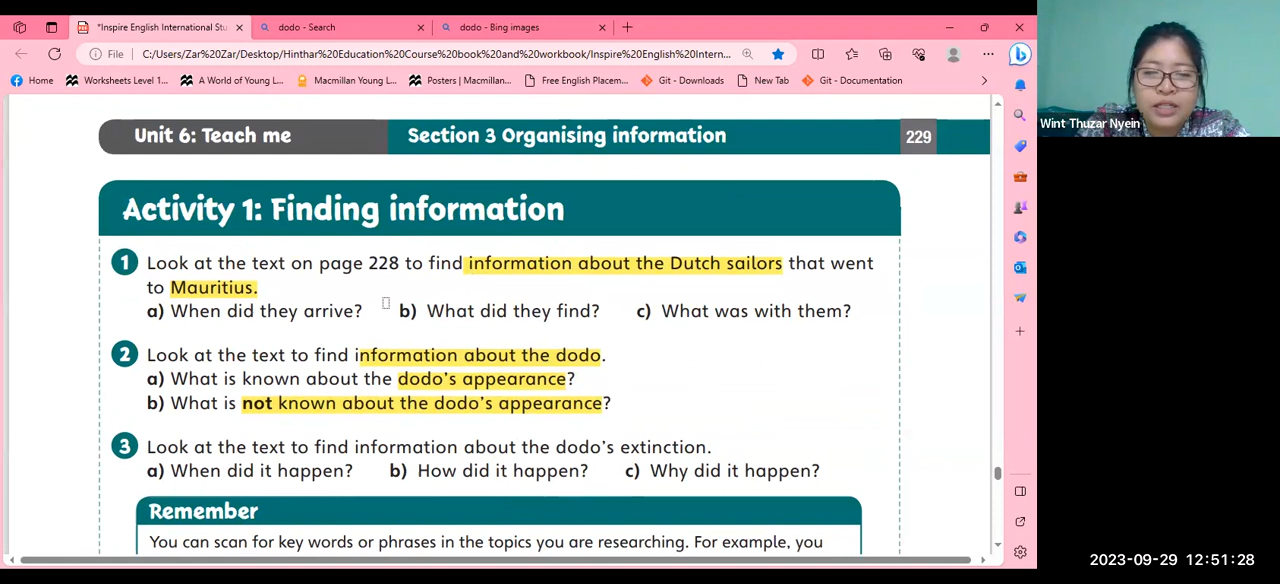 *Inspire English International Stu
dodo - Search
dodo - Bing images
File
C:/Users/Zar%20Zar/Desktop/Hinthar%20Education%20Course%20book%20and%20workbook/Inspire%20English%20Intern...
Home
Worksheets Level 1...
A World of Young L...
Macmillan Young L...
Posters | Macmillan...
Free English Placem...
Git - Downloads
New Tab
Git - Documentation
Wint Thuzar Nyein
Unit 6: Teach me
Section 3 Organising information
229
Activity 1: Finding information
1 Look at the text on page 228 to find information about the Dutch sailors that went
to Mauritius.
a) When did they arrive? b) What did they find? c) What was with them?
2 Look at the text to find information about the dodo.
a) What is known about the dodo's appearance?
b) What is not known about the dodo's appearance?
3 Look at the text to find information about the dodo's extinction.
a) When did it happen? b) How did it happen? c) Why did it happen?
Remember
You can scan for key words or phrases in the topics you are researching. For example, you
2023-09-29 12:51:28